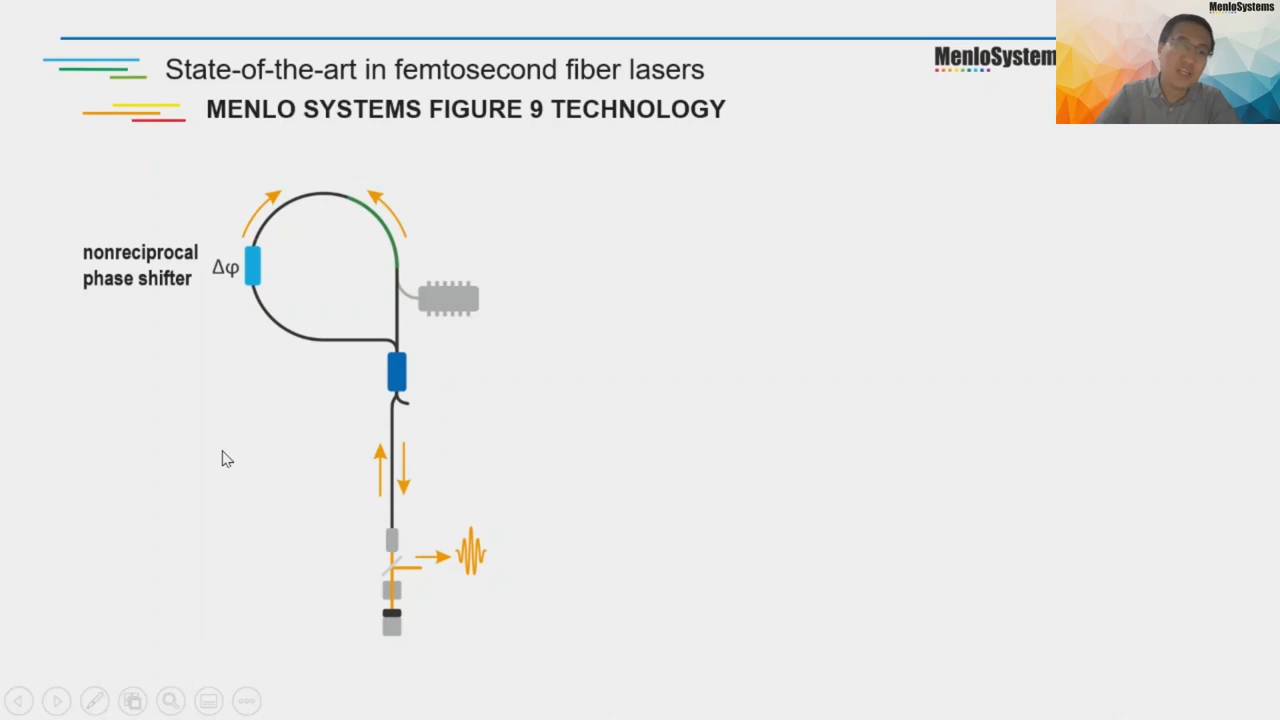 MenloSystems
State-of-the-art in femtosecond fiber lasers
MenloSystem
MENLO SYSTEMS FIGURE 9 TECHNOLOGY
nonreciprocal
phase shifter
Δφ